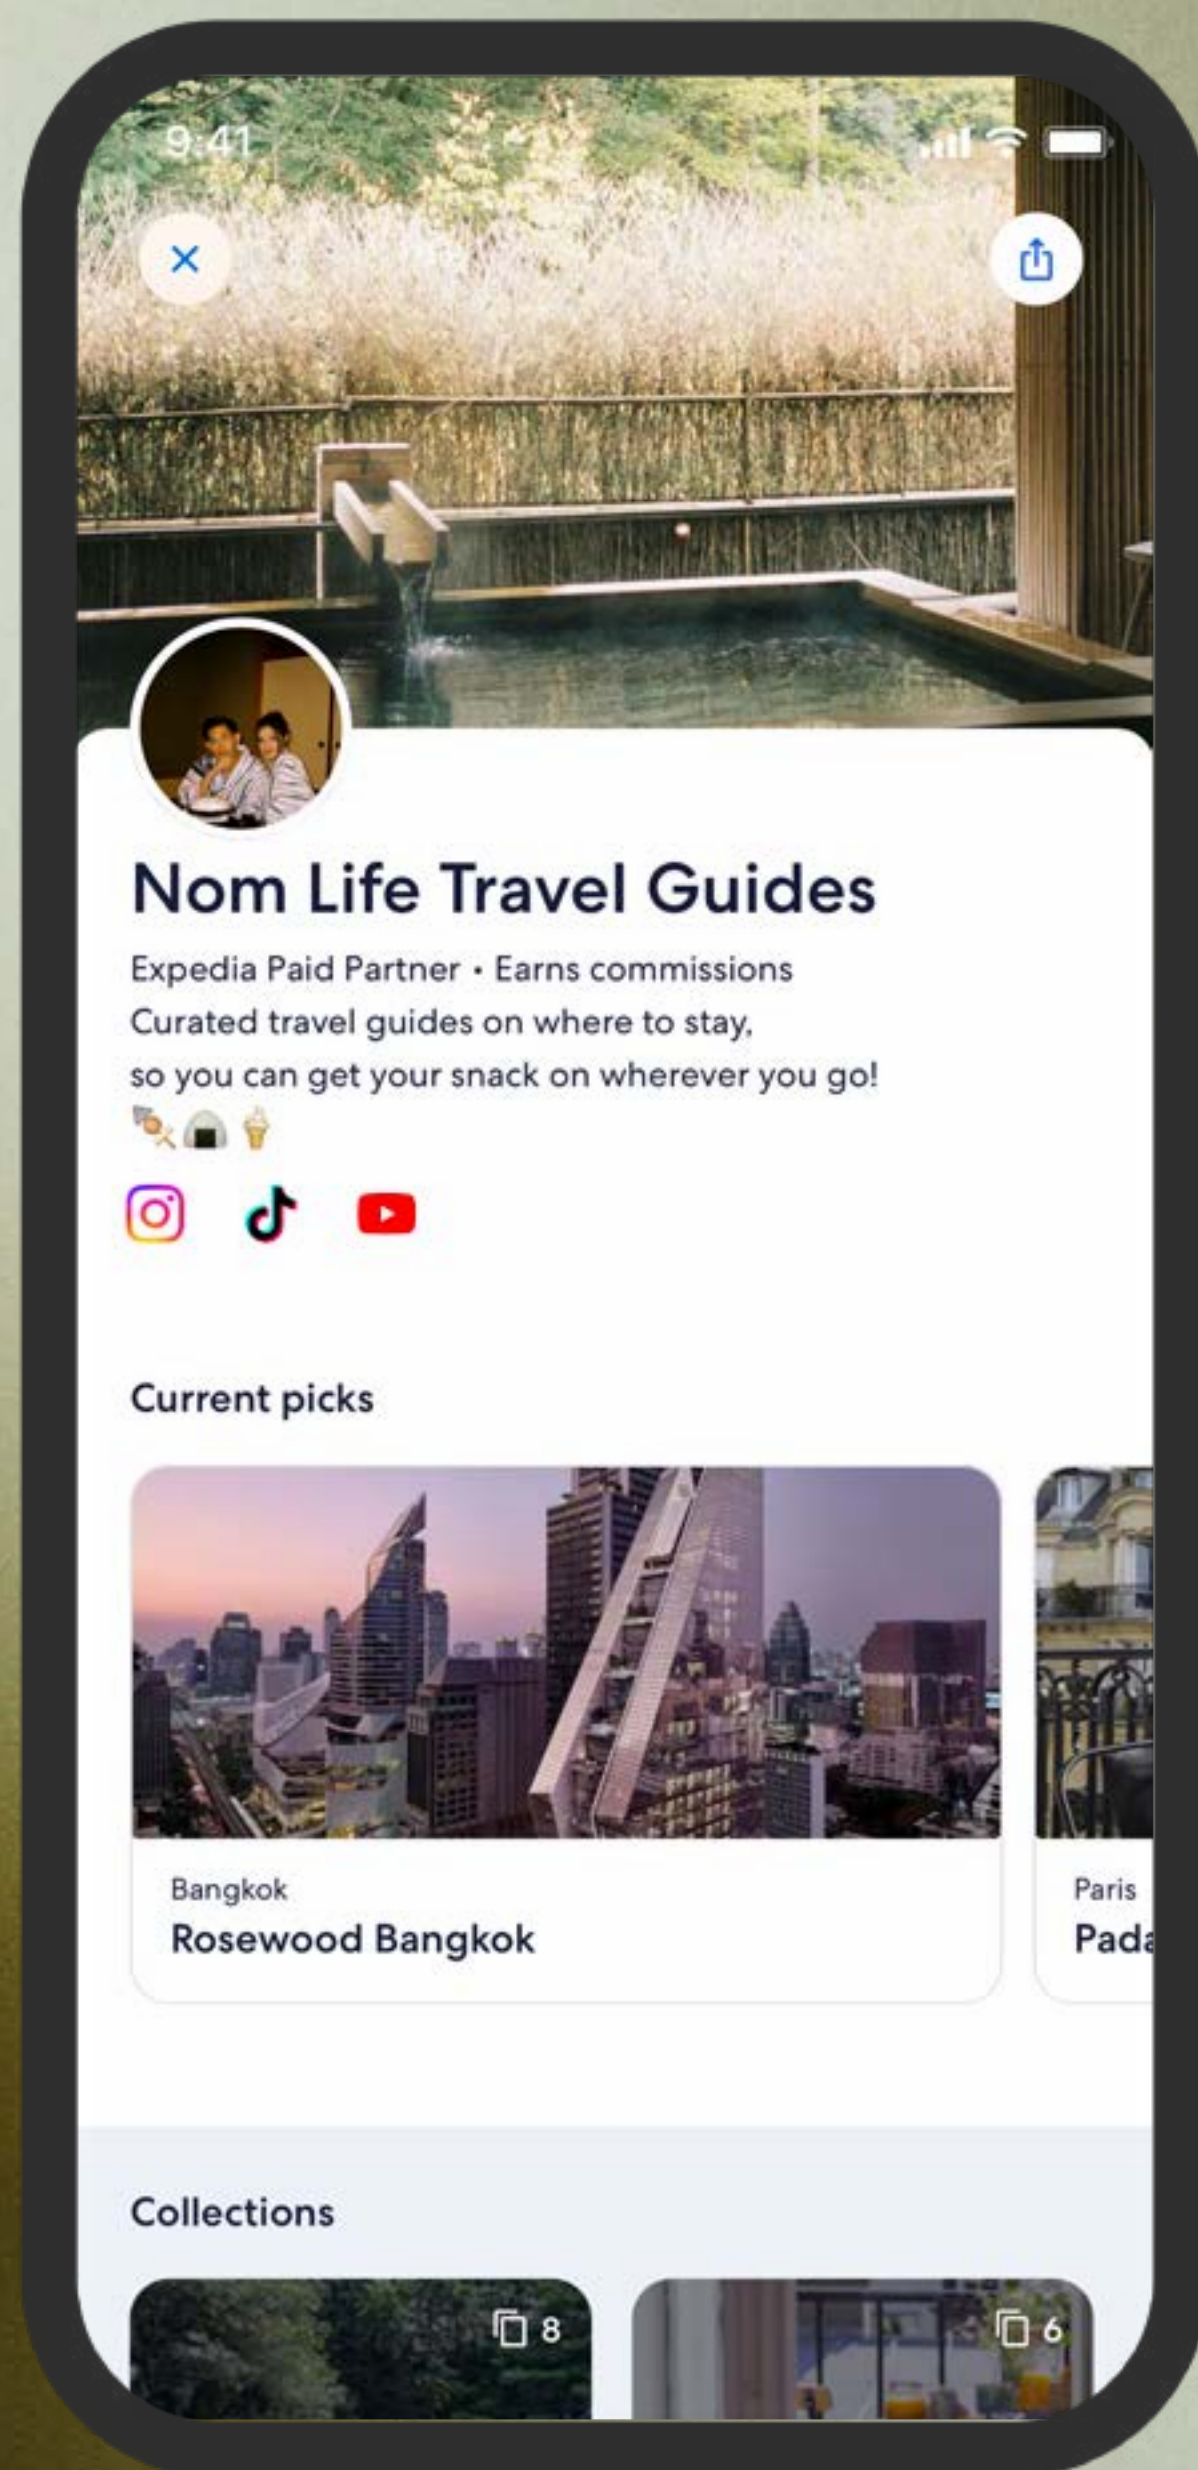 9:41
Nom Life Travel Guides
Expedia Paid Partner • Earns commissions
Curated travel guides on where to stay,
so you can get your snack on wherever you go!
🍢🍙🍦
Current picks
Bangkok
Rosewood Bangkok
Paris
Collections
8
6